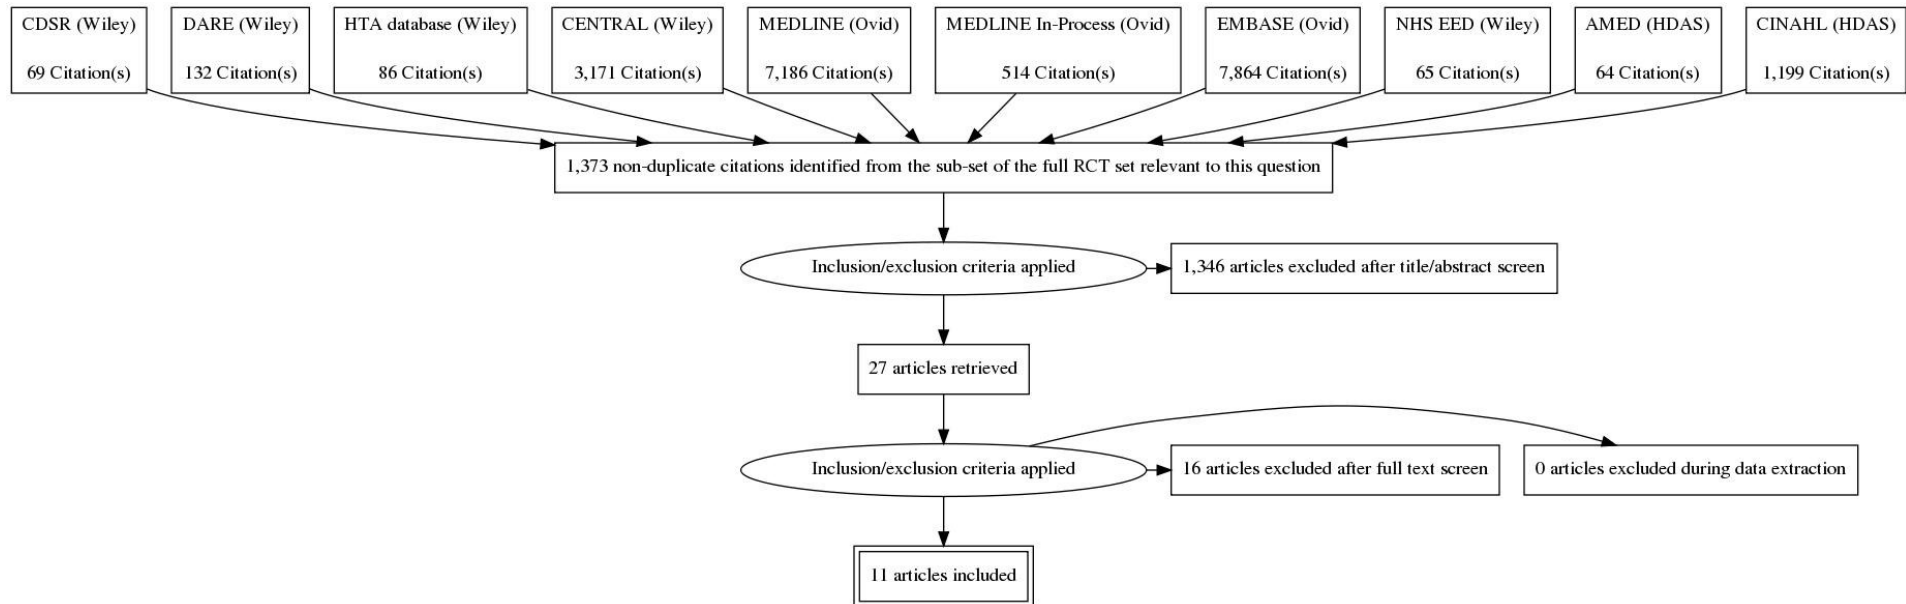 CDSR (Wiley)
69 Citation(s)
DARE (Wiley)
132 Citation(s)
HTA database (Wiley)
86 Citation(s)
CENTRAL (Wiley)
3,171 Citation(s)
MEDLINE (Ovid)
7,186 Citation(s)
MEDLINE In-Process (Ovid)
514 Citation(s)
EMBASE (Ovid)
7,864 Citation(s)
NHS EED (Wiley)
65 Citation(s)
AMED (HDAS)
64 Citation(s)
CINAHL (HDAS)
1,199 Citation(s)
1,373 non-duplicate citations identified from the sub-set of the full RCT set relevant to this question
Inclusion/exclusion criteria applied
1,346 articles excluded after title/abstract screen
27 articles retrieved
Inclusion/exclusion criteria applied
16 articles excluded after full text screen
0 articles excluded during data extraction
11 articles included